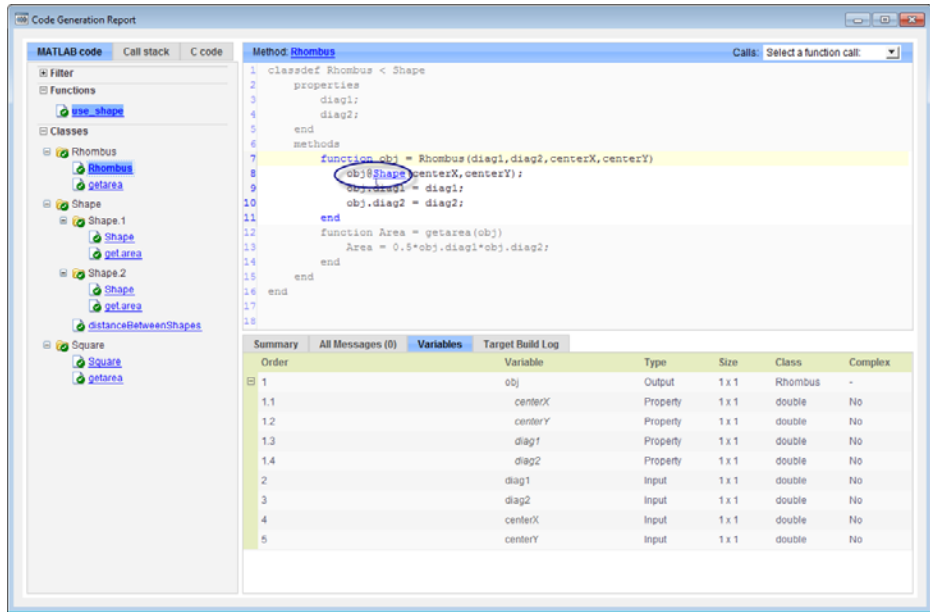 Code Generation Report
MATLAB code Call stack C code
Filter
Functions
use_shape
Classes
Rhombus
Rhombus
getarea
Shape
Shape.1
Shape
get.area
Shape.2
Shape
get.area
distanceBetweenShapes
Square
Square
getarea
Method: Rhombus Calls: Select a function call:
1 classdef Rhombus < Shape
2 properties
3 diag1;
4 diag2;
5 end
6 methods
7 function obj = Rhombus(diag1,diag2,centerX,centerY)
8 obj@Shape(centerX,centerY);
9 obj.diag1 = diag1;
10 obj.diag2 = diag2;
11 end
12 function Area = getarea(obj)
13 Area = 0.5*obj.diag1*obj.diag2;
14 end
15 end
16 end
17
18
Summary All Messages (0) Variables Target Build Log
Order Variable Type Size Class Complex
1 obj Output 1 x 1 Rhombus -
1.1 centerX Property 1 x 1 double No
1.2 centerY Property 1 x 1 double No
1.3 diag1 Property 1 x 1 double No
1.4 diag2 Property 1 x 1 double No
2 diag1 Input 1 x 1 double No
3 diag2 Input 1 x 1 double No
4 centerX Input 1 x 1 double No
5 centerY Input 1 x 1 double No